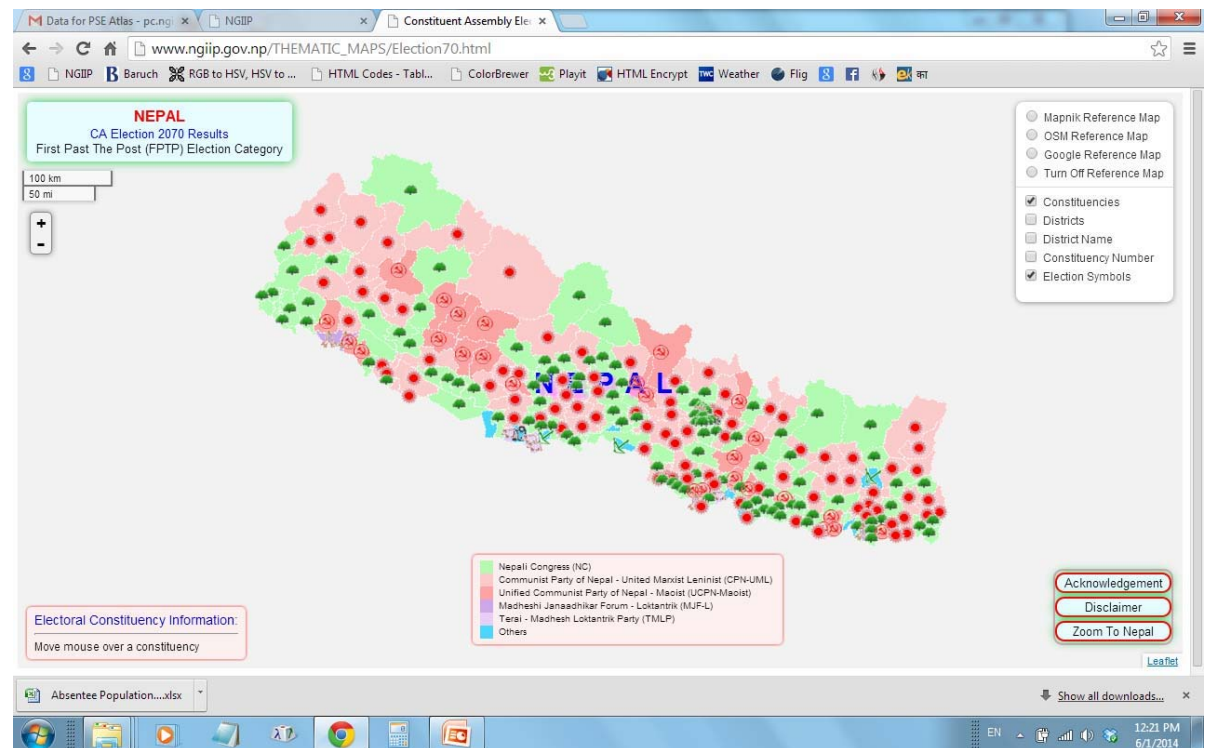 Data for PSE Atlas - pc.ng
NGIIP
Constituent Assembly Ele
www.ngiip.gov.np/THEMATIC_MAPS/Election70.html
NGIIP
Baruch
RGB to HSV, HSV to ...
HTML Codes - Tabl...
ColorBrewer
Playit
HTML Encrypt
Weather
Flig
का
NEPAL
CA Election 2070 Results
First Past The Post (FPTP) Election Category
100 km
50 mi
+
-
Mapnik Reference Map
OSM Reference Map
Google Reference Map
Turn Off Reference Map
Constituencies
Districts
District Name
Constituency Number
Election Symbols
NEPAL
Nepali Congress (NC)
Communist Party of Nepal - United Marxist Leninist (CPN-UML)
Unified Communist Party of Nepal - Maoist (UCPN-Maoist)
Madheshi Janaadhikar Forum - Loktantrik (MJF-L)
Terai - Madhesh Loktantrik Party (TMLP)
Others
Electoral Constituency Information:
Move mouse over a constituency
Acknowledgement
Disclaimer
Zoom To Nepal
Leaflet
Absentee Population....xlsx
Show all downloads...
EN
12:21 PM
6/1/2014